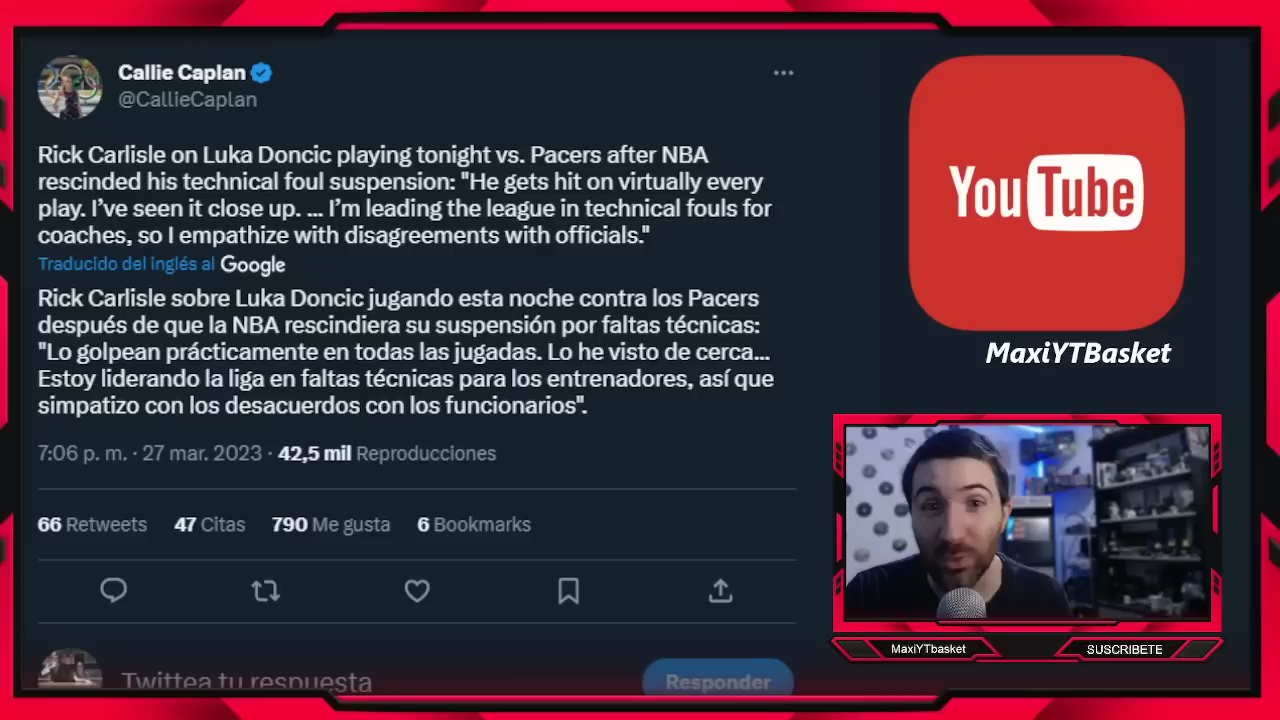 Callie Caplan
@CallieCaplan
Rick Carlisle on Luka Doncic playing tonight vs. Pacers after NBA
rescinded his technical foul suspension: "He gets hit on virtually every
play. I’ve seen it close up. ... I’m leading the league in technical fouls for
coaches, so I empathize with disagreements with officials."
Traducido del inglés al Google
Rick Carlisle sobre Luka Doncic jugando esta noche contra los Pacers
después de que la NBA rescindiera su suspensión por faltas técnicas:
"Lo golpean prácticamente en todas las jugadas. Lo he visto de cerca...
Estoy liderando la liga en faltas técnicas para los entrenadores, así que
simpatizo con los desacuerdos con los funcionarios".
7:06 p. m. · 27 mar. 2023 · 42,5 mil Reproducciones
66 Retweets 47 Citas 790 Me gusta 6 Bookmarks
Twittea tu respuesta
Responder
YouTube
MaxiYTBasket
MaxiYTbasket
SUSCRIBETE